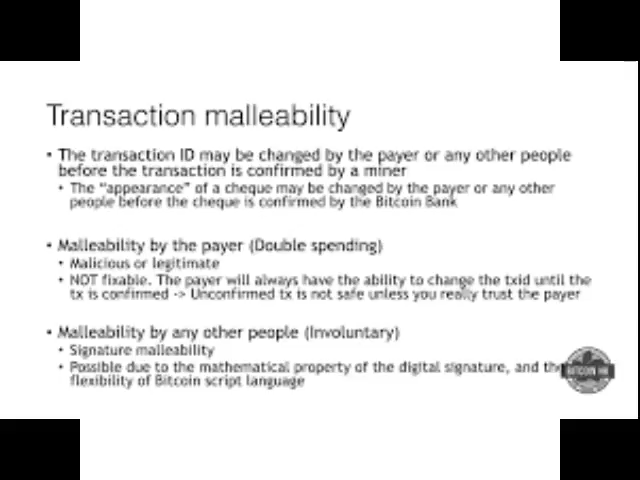 Transaction malleability
• The transaction ID may be changed by the payer or any other people
before the transaction is confirmed by a miner
• The “appearance” of a cheque may be changed by the payer or any other
people before the cheque is confirmed by the Bitcoin Bank
• Malleability by the payer (Double spending)
• Malicious or legitimate
• NOT fixable. The payer will always have the ability to change the txid until the
tx is confirmed -> Unconfirmed tx is not safe unless you really trust the payer
• Malleability by any other people (Involuntary)
• Signature malleability
• Possible due to the mathematical property of the digital signature, and the
flexibility of Bitcoin script language
BITCOIN HK